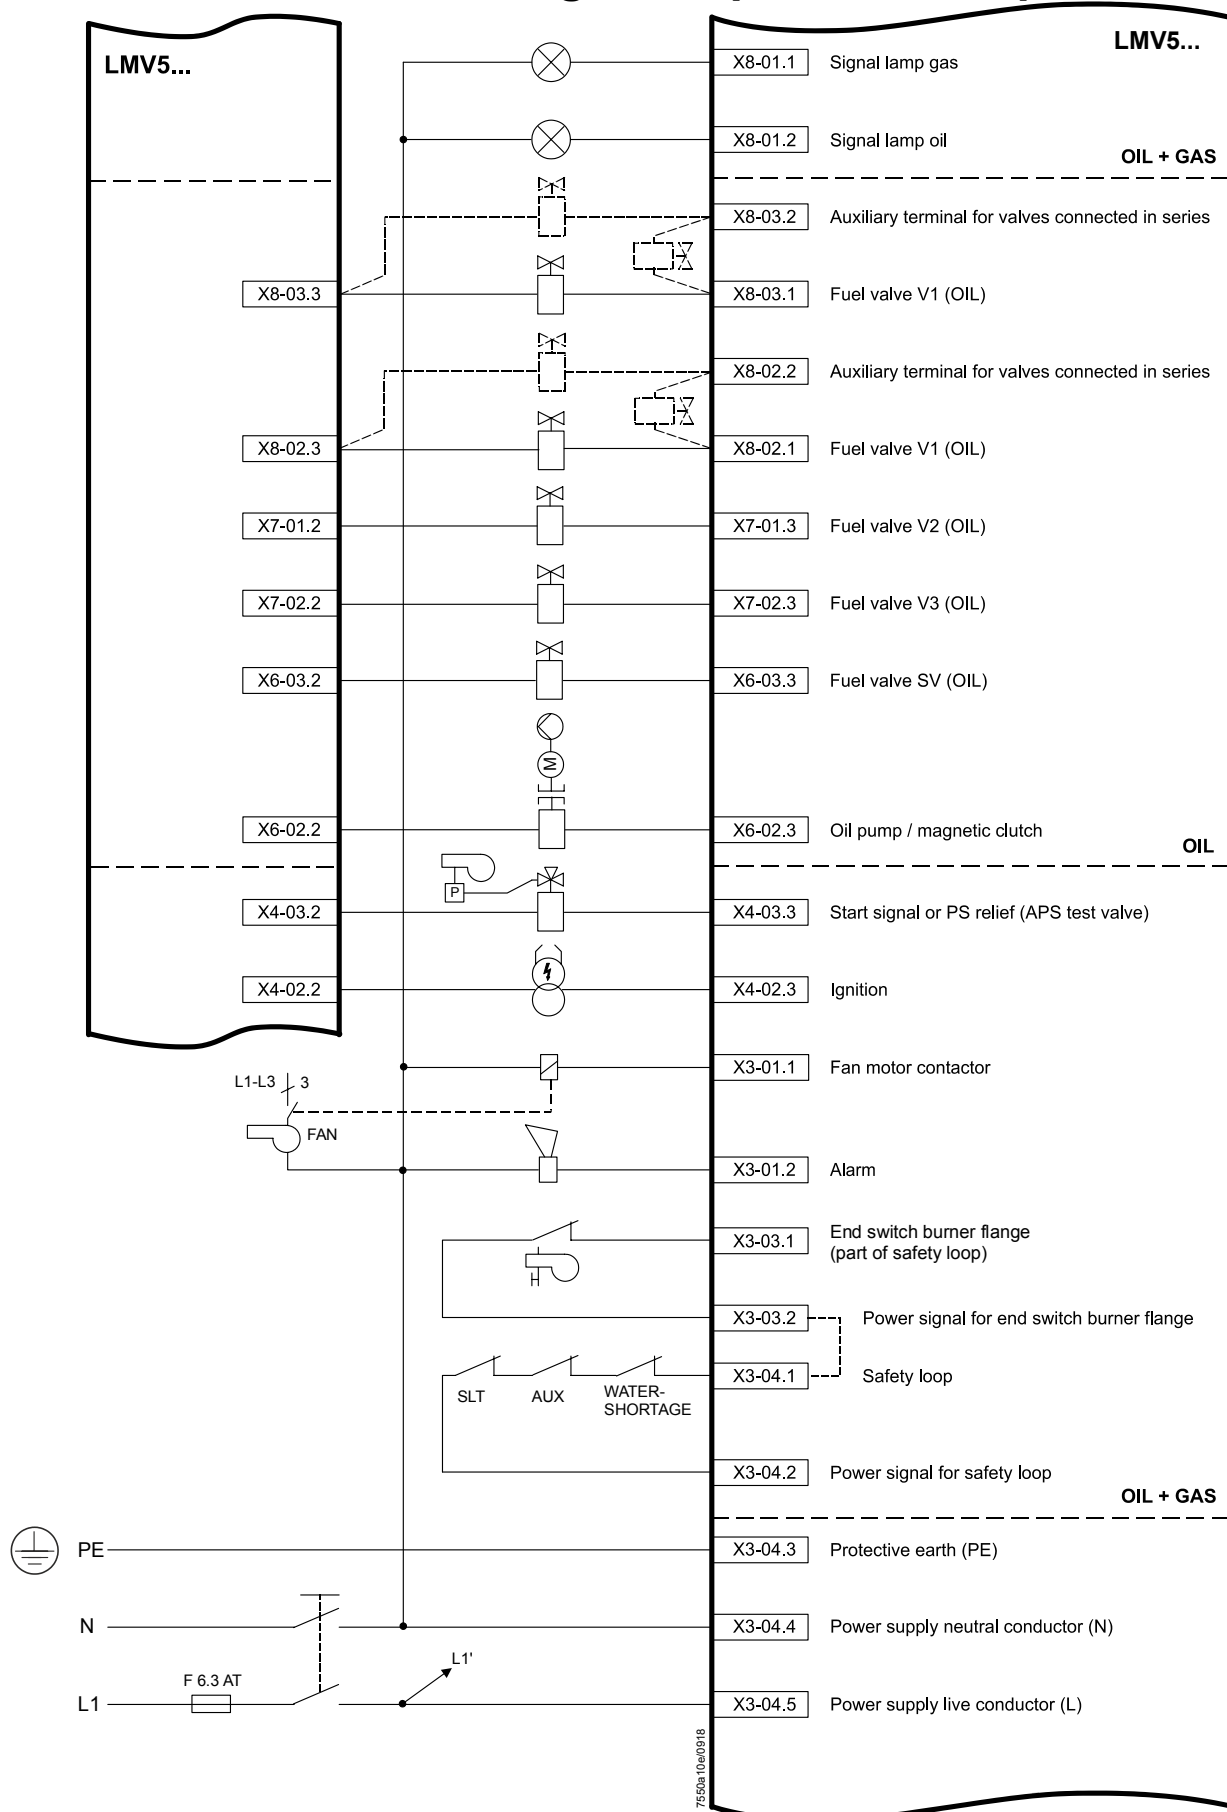 LMV5...
LMV5...
X8-01.1 Signal lamp gas
X8-01.2 Signal lamp oil
OIL + GAS
X8-03.2 Auxiliary terminal for valves connected in series
X8-03.3 X8-03.1 Fuel valve V1 (OIL)
X8-02.2 Auxiliary terminal for valves connected in series
X8-02.3 X8-02.1 Fuel valve V1 (OIL)
X7-01.2 X7-01.3 Fuel valve V2 (OIL)
X7-02.2 X7-02.3 Fuel valve V3 (OIL)
X6-03.2 X6-03.3 Fuel valve SV (OIL)
M
X6-02.2 X6-02.3 Oil pump / magnetic clutch
OIL
P
X4-03.2 X4-03.3 Start signal or PS relief (APS test valve)
X4-02.2 X4-02.3 Ignition
X3-01.1 Fan motor contactor
L1-L3 3
FAN
X3-01.2 Alarm
X3-03.1 End switch burner flange
(part of safety loop)
X3-03.2 Power signal for end switch burner flange
X3-04.1 Safety loop
SLT AUX WATER-
SHORTAGE
X3-04.2 Power signal for safety loop
OIL + GAS
PE X3-04.3 Protective earth (PE)
N X3-04.4 Power supply neutral conductor (N)
L1'
F 6.3 AT
L1 X3-04.5 Power supply live conductor (L)
7550a10e/0918